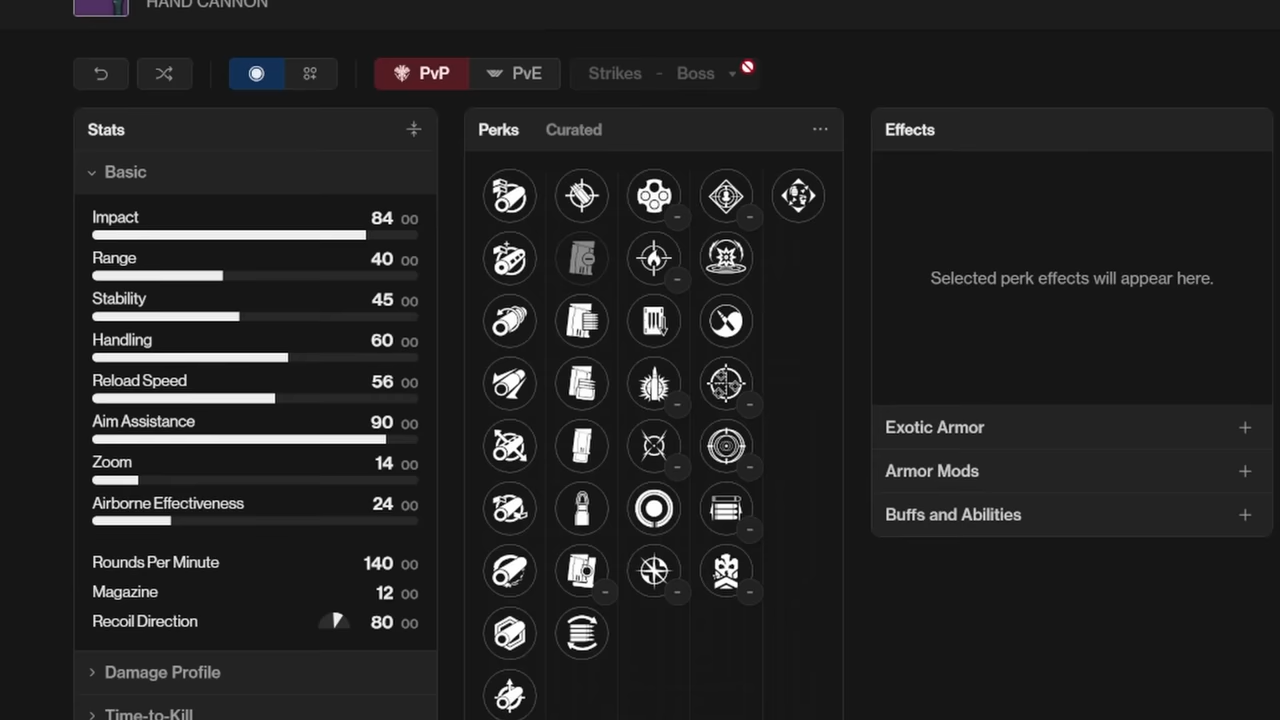 HAND CANNON
PvP
PvE
Strikes - Boss
Stats
Basic
Impact 84 00
Range 40 00
Stability 45 00
Handling 60 00
Reload Speed 56 00
Aim Assistance 90 00
Zoom 14 00
Airborne Effectiveness 24 00
Rounds Per Minute 140 00
Magazine 12 00
Recoil Direction 80 00
Damage Profile
Time-to-Kill
Perks Curated
Effects
Selected perk effects will appear here.
Exotic Armor +
Armor Mods +
Buffs and Abilities +